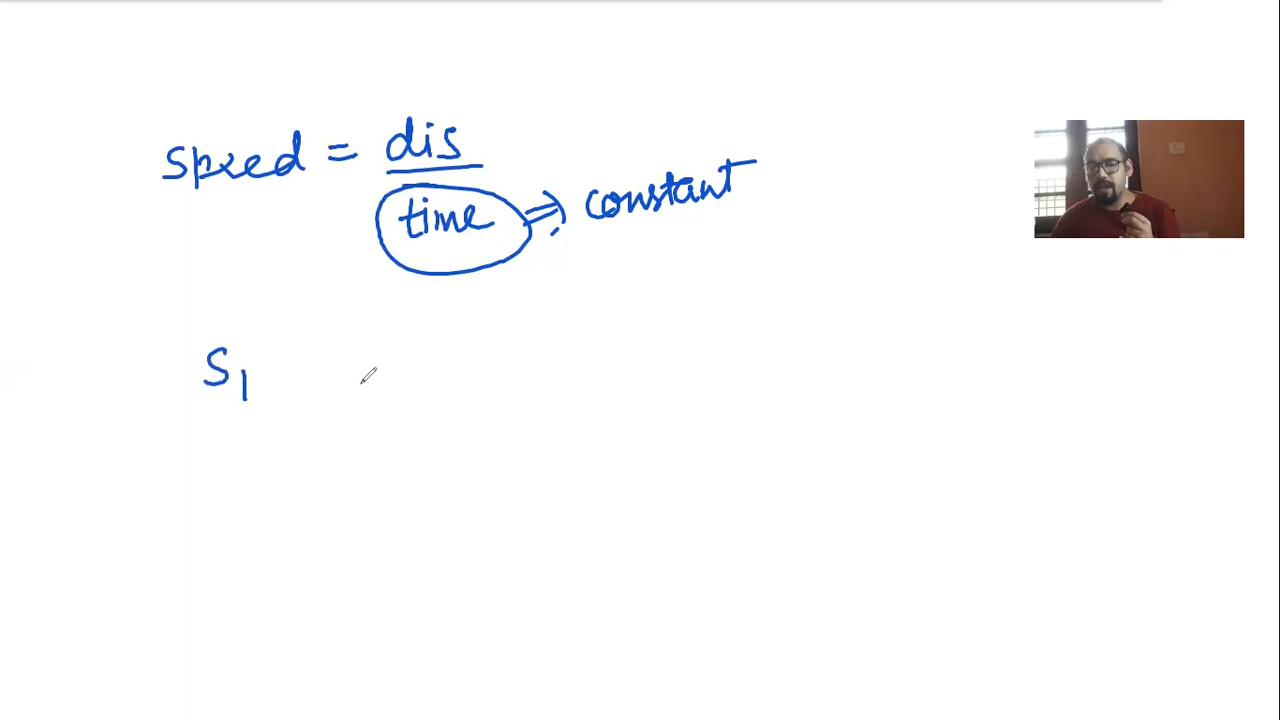 speed = dis
time ⇒ constant
S1